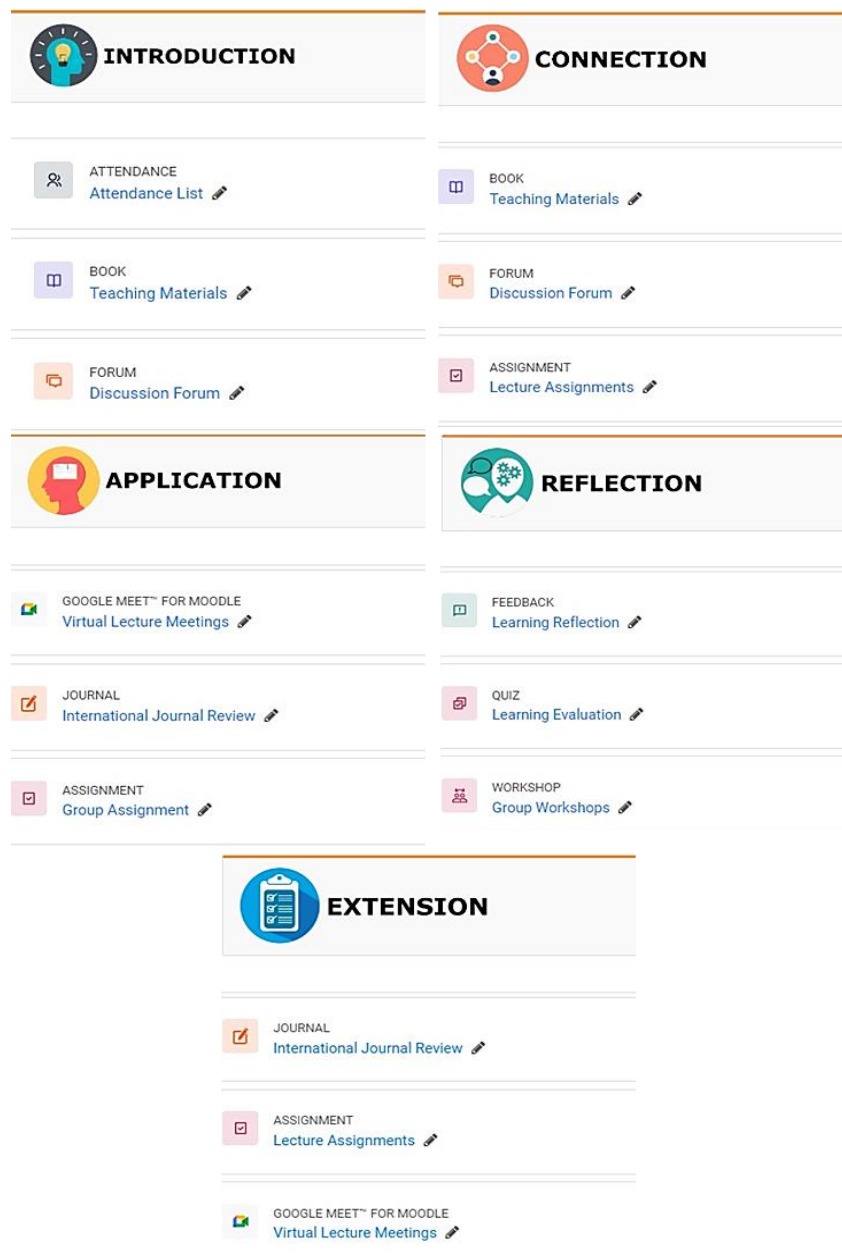 INTRODUCTION
ATTENDANCE
Attendance List
BOOK
Teaching Materials
FORUM
Discussion Forum
CONNECTION
BOOK
Teaching Materials
FORUM
Discussion Forum
ASSIGNMENT
Lecture Assignments
APPLICATION
GOOGLE MEET™ FOR MOODLE
Virtual Lecture Meetings
JOURNAL
International Journal Review
ASSIGNMENT
Group Assignment
REFLECTION
FEEDBACK
Learning Reflection
QUIZ
Learning Evaluation
WORKSHOP
Group Workshops
EXTENSION
JOURNAL
International Journal Review
ASSIGNMENT
Lecture Assignments
GOOGLE MEET™ FOR MOODLE
Virtual Lecture Meetings